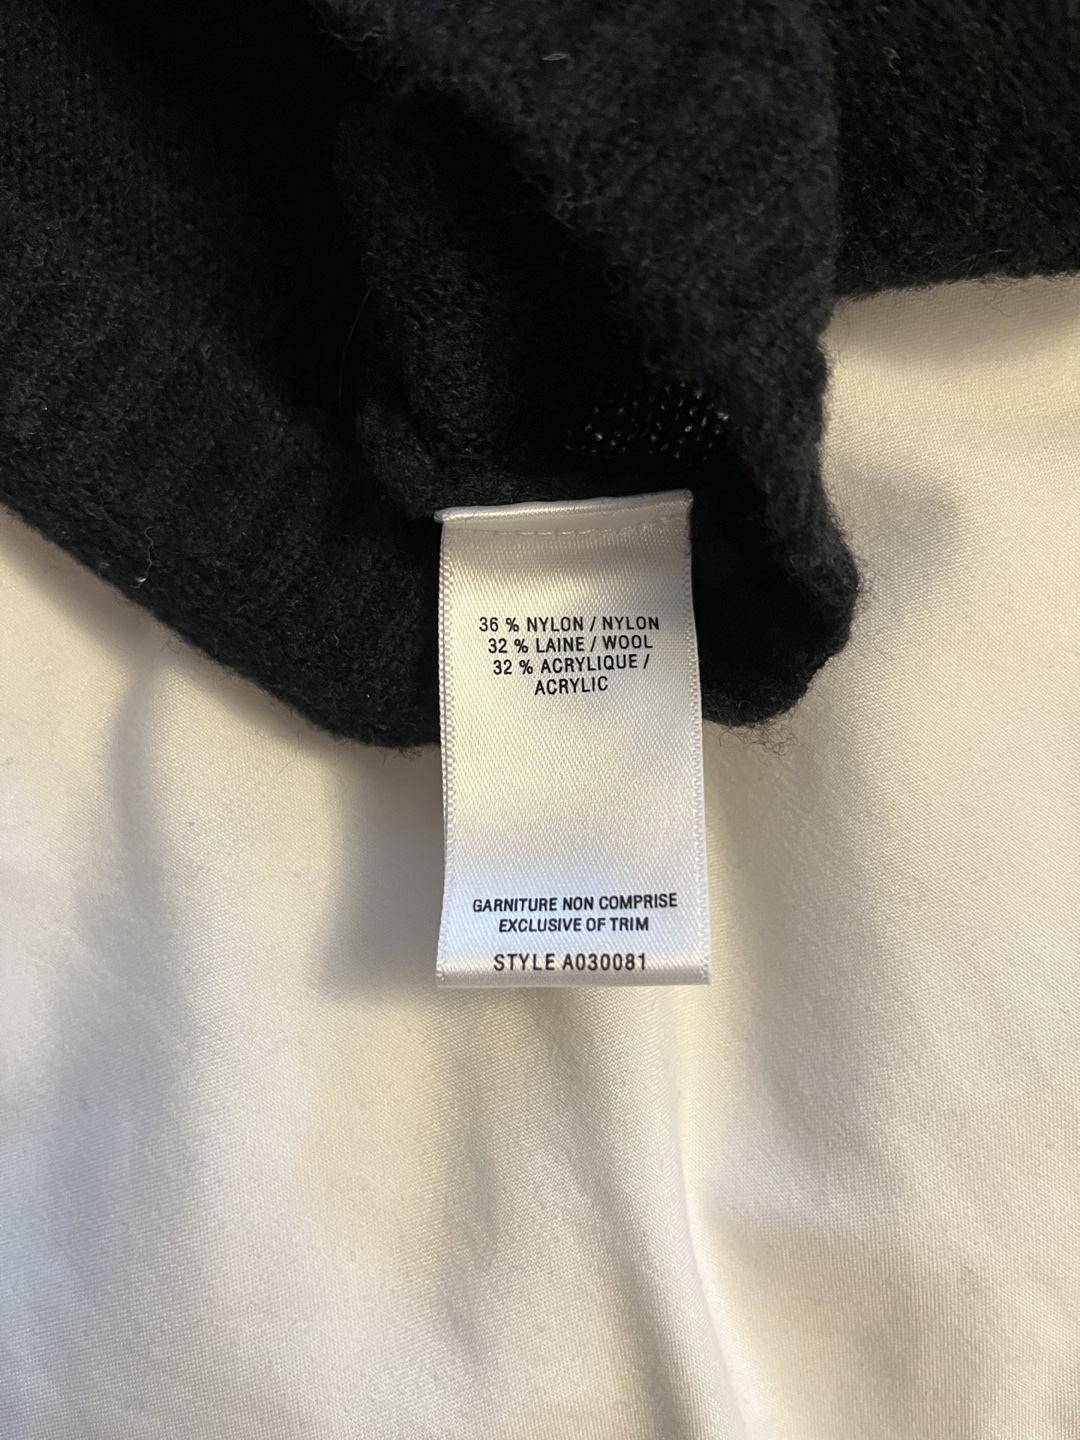 36 % NYLON / NYLON
32 % LAINE / WOOL
32 % ACRYLIQUE /
ACRYLIC
GARNITURE NON COMPRISE
EXCLUSIVE OF TRIM
STYLE A030081